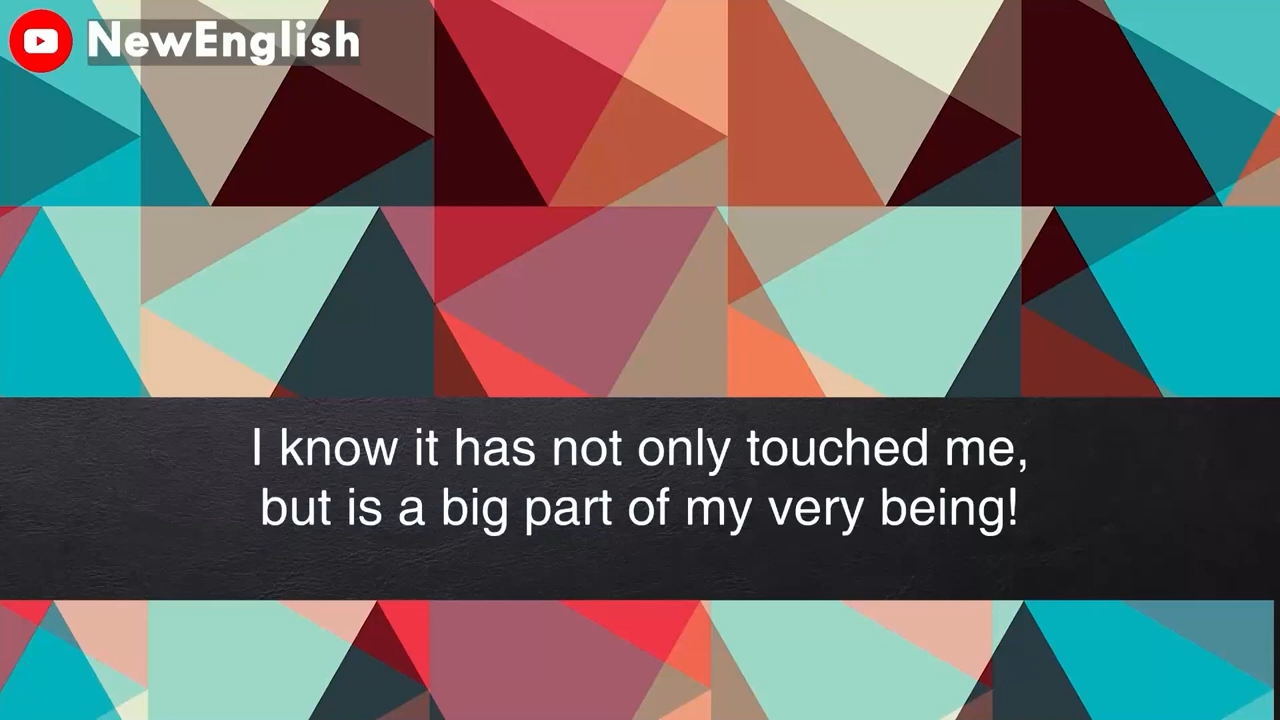 NewEnglish
I know it has not only touched me,
but is a big part of my very being!